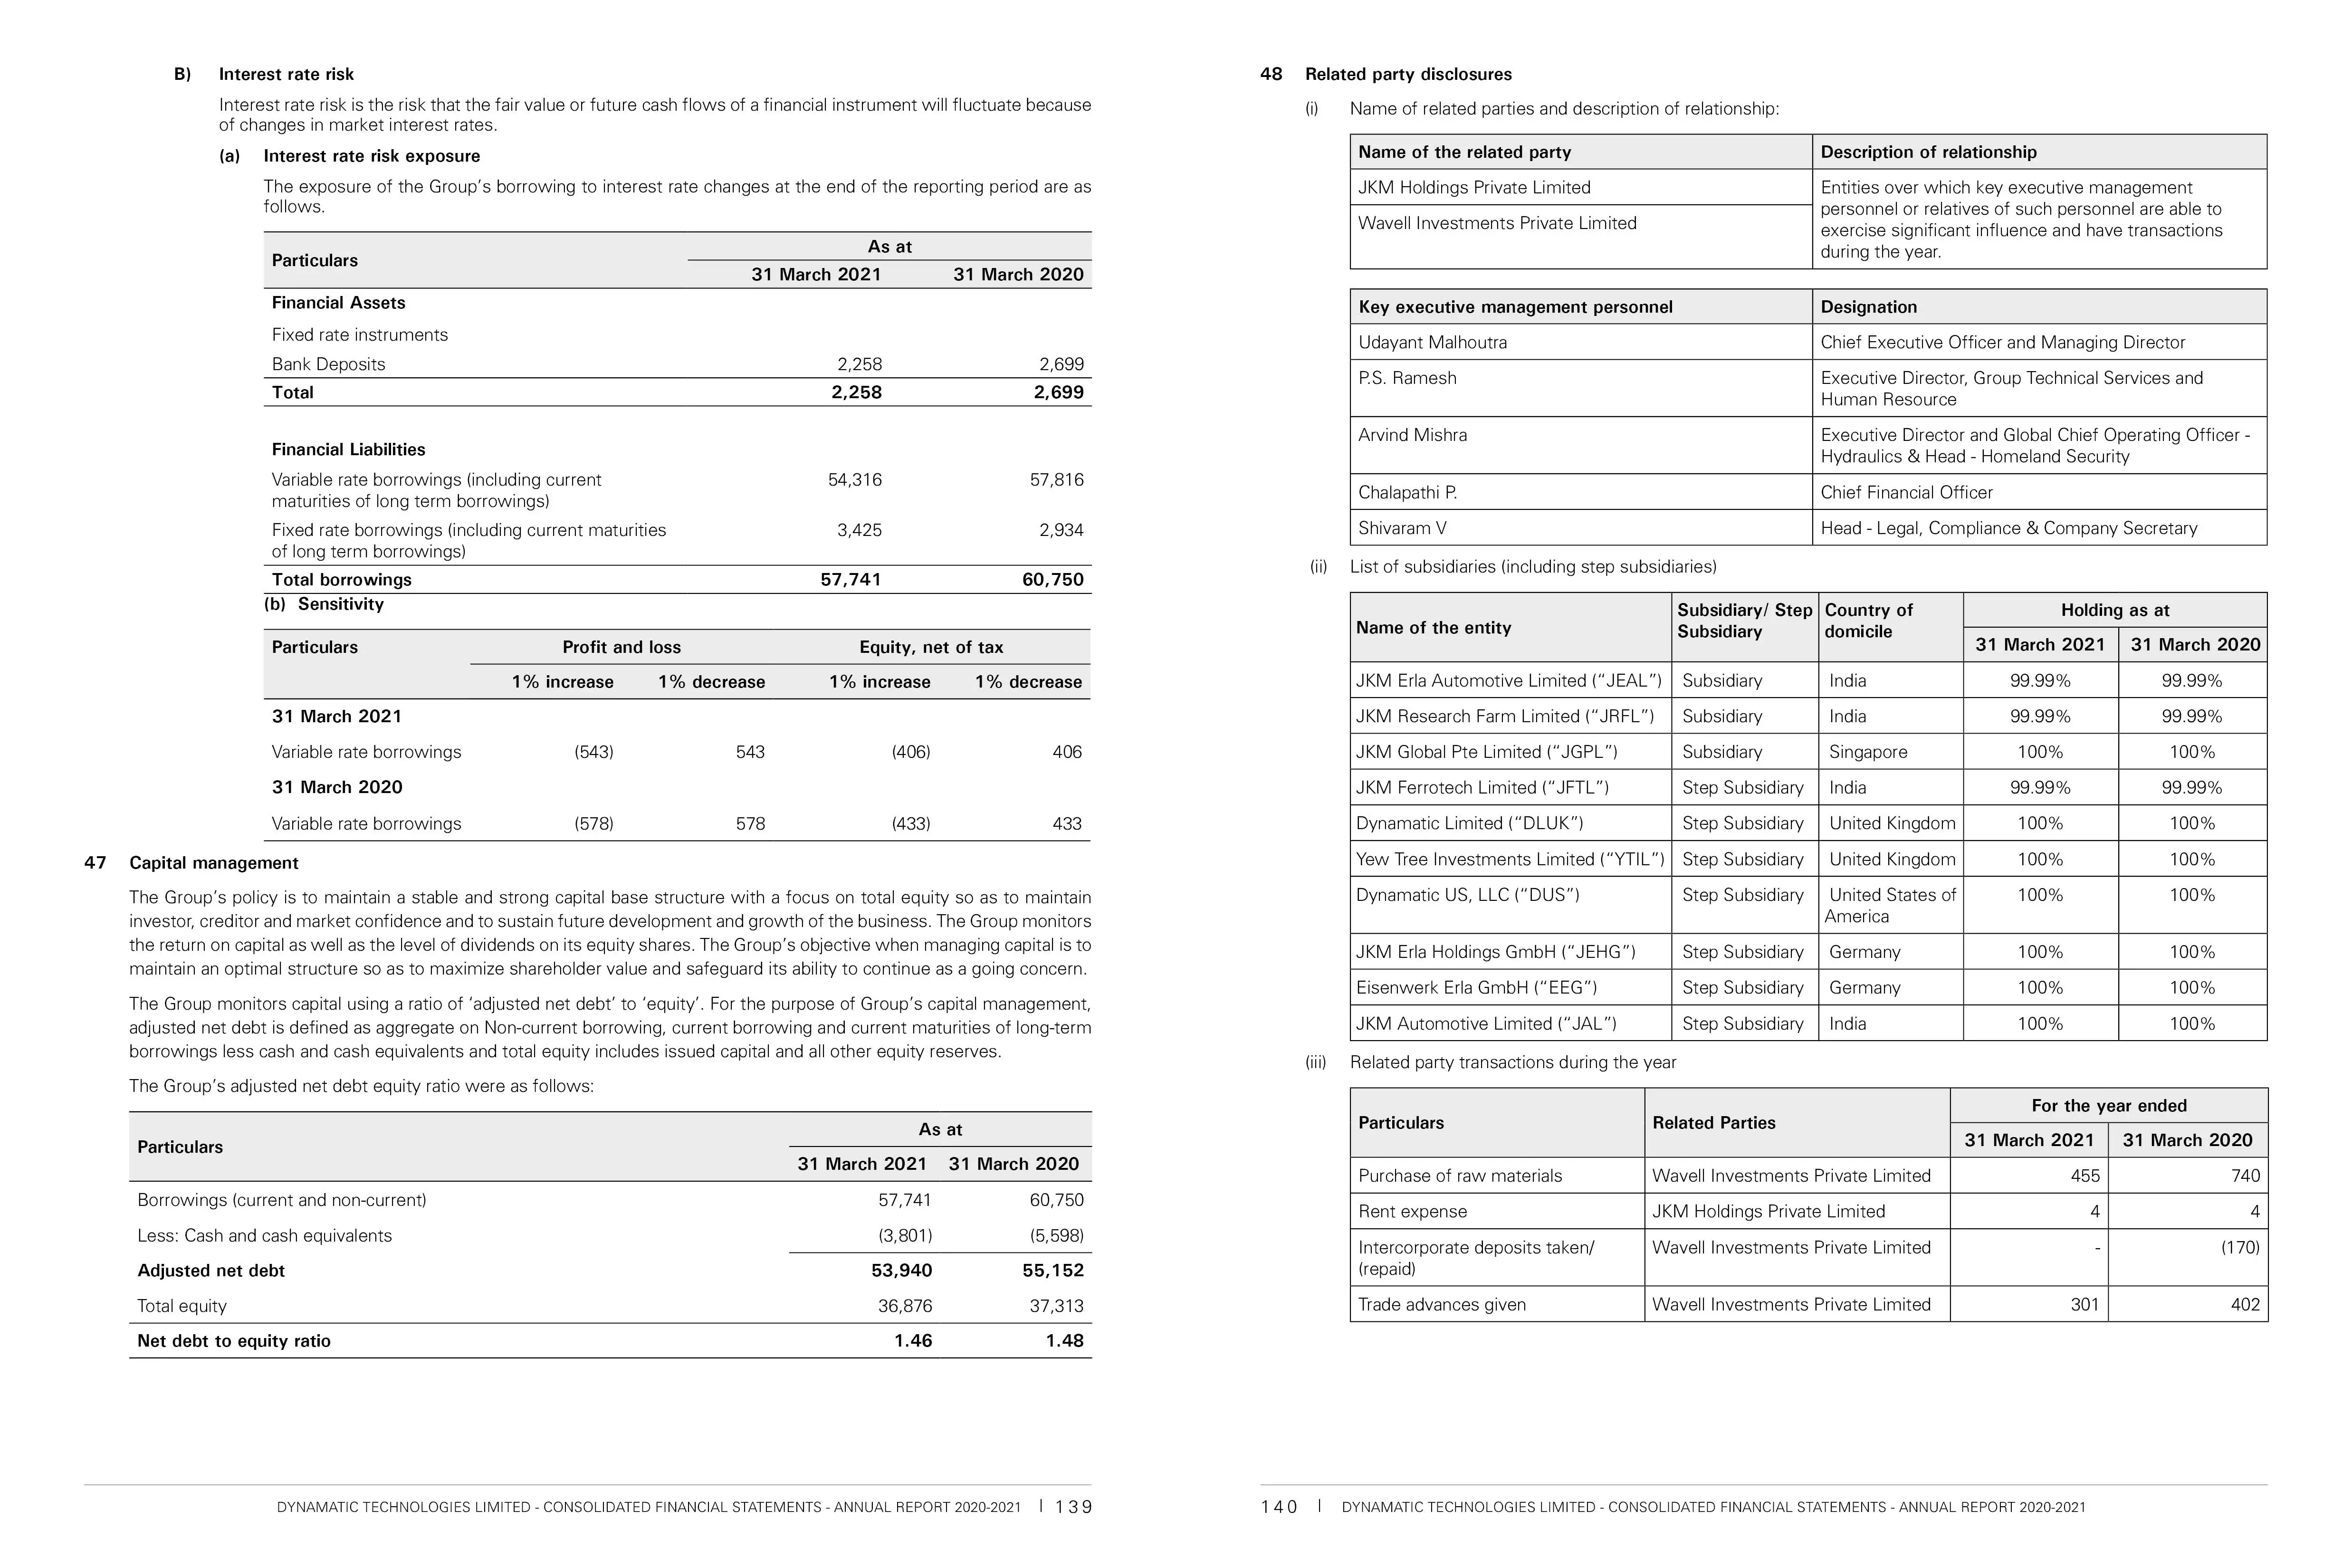 B) Interest rate risk
Interest rate risk is the risk that the fair value or future cash flows of a financial instrument will fluctuate because
of changes in market interest rates.
(a) Interest rate risk exposure
The exposure of the Group's borrowing to interest rate changes at the end of the reporting period are as
follows.
Particulars As at
31 March 2021 31 March 2020
Financial Assets
Fixed rate instruments
Bank Deposits 2,258 2,699
Total 2,258 2,699
Financial Liabilities
Variable rate borrowings (including current 54,316 57,816
maturities of long term borrowings)
Fixed rate borrowings (including current maturities 3,425 2,934
of long term borrowings)
Total borrowings 57,741 60,750
(b) Sensitivity
Particulars Profit and loss Equity, net of tax
1% increase 1% decrease 1% increase 1% decrease
31 March 2021
Variable rate borrowings (543) 543 (406) 406
31 March 2020
Variable rate borrowings (578) 578 (433) 433
47 Capital management
The Group's policy is to maintain a stable and strong capital base structure with a focus on total equity so as to maintain
investor, creditor and market confidence and to sustain future development and growth of the business. The Group monitors
the return on capital as well as the level of dividends on its equity shares. The Group's objective when managing capital is to
maintain an optimal structure so as to maximize shareholder value and safeguard its ability to continue as a going concern.
The Group monitors capital using a ratio of 'adjusted net debt' to 'equity'. For the purpose of Group's capital management,
adjusted net debt is defined as aggregate on Non-current borrowing, current borrowing and current maturities of long-term
borrowings less cash and cash equivalents and total equity includes issued capital and all other equity reserves.
The Group's adjusted net debt equity ratio were as follows:
Particulars As at
31 March 2021 31 March 2020
Borrowings (current and non-current) 57,741 60,750
Less: Cash and cash equivalents (3,801) (5,598)
Adjusted net debt 53,940 55,152
Total equity 36,876 37,313
Net debt to equity ratio 1.46 1.48
DYNAMATIC TECHNOLOGIES LIMITED - CONSOLIDATED FINANCIAL STATEMENTS - ANNUAL REPORT 2020-2021 | 139
48 Related party disclosures
(i) Name of related parties and description of relationship:
Name of the related party Description of relationship
JKM Holdings Private Limited Entities over which key executive management
personnel or relatives of such personnel are able to
Wavell Investments Private Limited exercise significant influence and have transactions
during the year.
Key executive management personnel Designation
Udayant Malhoutra Chief Executive Officer and Managing Director
P.S. Ramesh Executive Director, Group Technical Services and
Human Resource
Arvind Mishra Executive Director and Global Chief Operating Officer -
Hydraulics & Head - Homeland Security
Chalapathi P. Chief Financial Officer
Shivaram V Head - Legal, Compliance & Company Secretary
(ii) List of subsidiaries (including step subsidiaries)
Name of the entity Subsidiary/ Step Country of Holding as at
Subsidiary domicile 31 March 2021 31 March 2020
JKM Erla Automotive Limited (“JEAL”) Subsidiary India 99.99% 99.99%
JKM Research Farm Limited (“JRFL”) Subsidiary India 99.99% 99.99%
JKM Global Pte Limited (“JGPL”) Subsidiary Singapore 100% 100%
JKM Ferrotech Limited (“JFTL”) Step Subsidiary India 99.99% 99.99%
Dynamatic Limited (“DLUK”) Step Subsidiary United Kingdom 100% 100%
Yew Tree Investments Limited (“YTIL”) Step Subsidiary United Kingdom 100% 100%
Dynamatic US, LLC (“DUS”) Step Subsidiary United States of 100% 100%
America
JKM Erla Holdings GmbH (“JEHG”) Step Subsidiary Germany 100% 100%
Eisenwerk Erla GmbH (“EEG”) Step Subsidiary Germany 100% 100%
JKM Automotive Limited (“JAL”) Step Subsidiary India 100% 100%
(iii) Related party transactions during the year
Particulars Related Parties For the year ended
31 March 2021 31 March 2020
Purchase of raw materials Wavell Investments Private Limited 455 740
Rent expense JKM Holdings Private Limited 4 4
Intercorporate deposits taken/ Wavell Investments Private Limited - (170)
(repaid)
Trade advances given Wavell Investments Private Limited 301 402
140 | DYNAMATIC TECHNOLOGIES LIMITED - CONSOLIDATED FINANCIAL STATEMENTS - ANNUAL REPORT 2020-2021